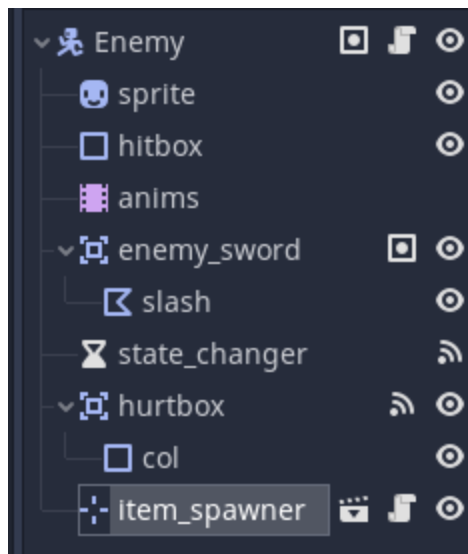 Enemy
sprite
hitbox
anims
enemy_sword
slash
state_changer
hurtbox
col
item_spawner